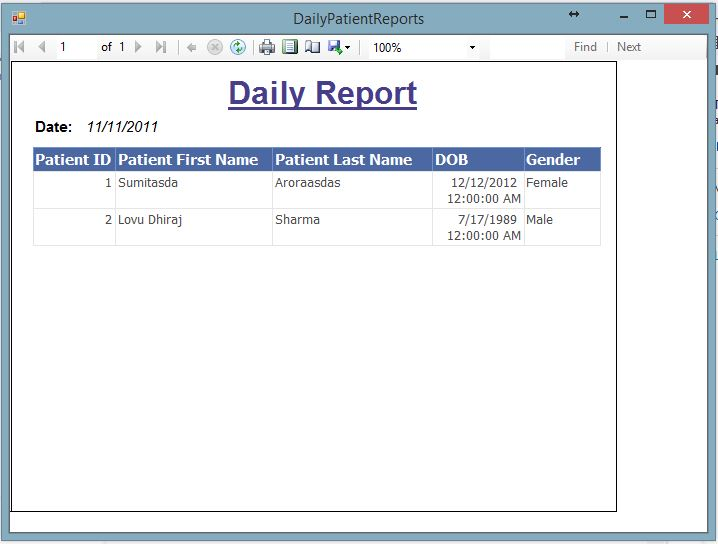 DailyPatientReports
1 of 1 100% Find | Next
Daily Report
Date: 11/11/2011
Patient ID Patient First Name Patient Last Name DOB Gender
1 Sumitasda Aroraasdas 12/12/2012 Female
12:00:00 AM
2 Lovu Dhiraj Sharma 7/17/1989 Male
12:00:00 AM